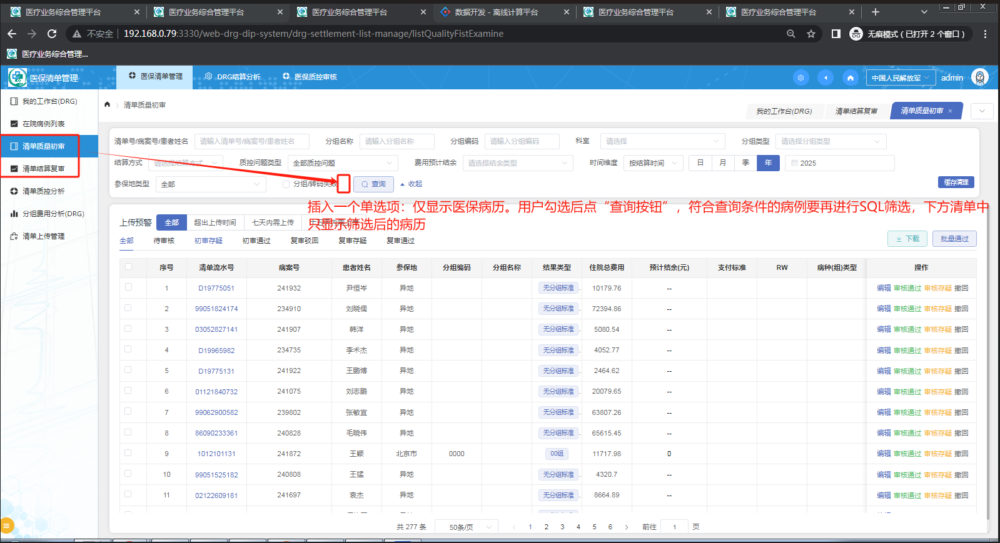 医疗业务综合管理平台 医疗业务综合管理平台 医疗业务综合管理平台 数据开发 - 离线计算平台 医疗业务综合管理平台 医疗业务综合管理平台
不安全 192.168.0.79:3330/web-drg-dip-system/drg-settlement-list-manage/listQualityFistExamine 无痕模式（已打开 2 个窗口）
医疗业务综合管理...
医保清单管理 医保清单管理 DRG结算分析 医保质控审核 中国人民解放军 admin
我的工作台(DRG)
在院病例列表
清单质量初审
清单结算复审
清单质控分析
分组费用分析(DRG)
清单上传管理
清单质量初审
我的工作台(DRG) 清单结算复审 清单质量初审 ×
清单号/病案号/患者姓名 请输入清单号/病案号/患者姓名 分组名称 请输入分组名称 分组编码 请输入分组编码 科室 请选择 分组类型 请选择分组类型
结算方式 请选择结算方式 质控问题类型 全部质控问题 费用预计结余 请选择结余类型 时间维度 按结算时间 日 月 季 年 2025
参保地类型 全部 分组/转码失败 查询 收起 缓存清理
插入一个单选项：仅显示医保病历。用户勾选后点“查询按钮”，符合查询条件的病例要再进行SQL筛选，下方清单中
只显示筛选后的病历
上传预警 全部 超出上传时间 七天内需上传
全部 待审核 初审存疑 初审通过 复审驳回 复审存疑 复审通过 下载 批量通过
序号 清单流水号 病案号 患者姓名 参保地 分组编码 分组名称 结果类型 住院总费用 预计结余(元) 支付标准 RW 病种(组)类型 操作
1 D19775051 241932 尹恒岑 异地 无分组标准 10179.76 -- 编辑 审核通过 审核存疑 撤回
2 99051824174 234910 刘晓儒 异地 无分组标准 72394.86 -- 编辑 审核通过 审核存疑 撤回
3 03052827141 241907 韩洋 异地 无分组标准 5080.54 -- 编辑 审核通过 审核存疑 撤回
4 D19965982 234735 李术杰 异地 无分组标准 4052.77 -- 编辑 审核通过 审核存疑 撤回
5 D19775131 241922 王鹏博 异地 无分组标准 2464.62 -- 编辑 审核通过 审核存疑 撤回
6 01121840732 241075 刘志鹏 异地 无分组标准 20079.65 -- 编辑 审核通过 审核存疑 撤回
7 99062900582 239802 张敏宜 异地 无分组标准 63807.26 -- 编辑 审核通过 审核存疑 撤回
8 86090233361 240828 毛晓伟 异地 无分组标准 65615.45 -- 编辑 审核通过 审核存疑 撤回
9 1012101131 241872 王颖 北京市 0000 00组 11717.98 0 编辑 审核通过 审核存疑 撤回
10 99051525182 240808 王猛 异地 无分组标准 4320.7 -- 编辑 审核通过 审核存疑 撤回
11 02122609181 241697 袁杰 异地 无分组标准 8664.89 -- 编辑 审核通过 审核存疑 撤回
共 277 条 50条/页 1 2 3 4 5 6 前往 1 页